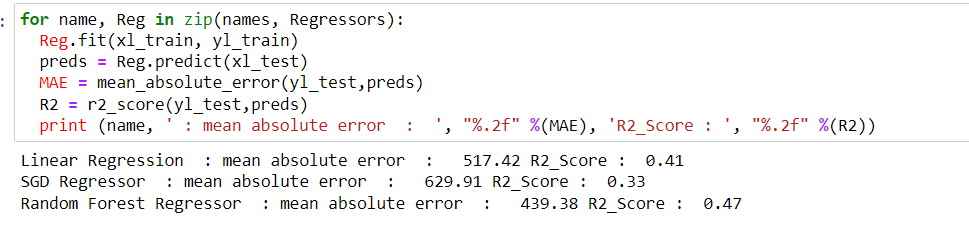 :
for name, Reg in zip(names, Regressors):
  Reg.fit(xl_train, yl_train)
  preds = Reg.predict(xl_test)
  MAE = mean_absolute_error(yl_test,preds)
  R2 = r2_score(yl_test,preds)
  print (name, ' : mean absolute error  :  ', "%.2f" %(MAE), 'R2_Score : ', "%.2f" %(R2))
Linear Regression  : mean absolute error  :   517.42 R2_Score :  0.41
SGD Regressor  : mean absolute error  :   629.91 R2_Score :  0.33
Random Forest Regressor  : mean absolute error  :   439.38 R2_Score :  0.47